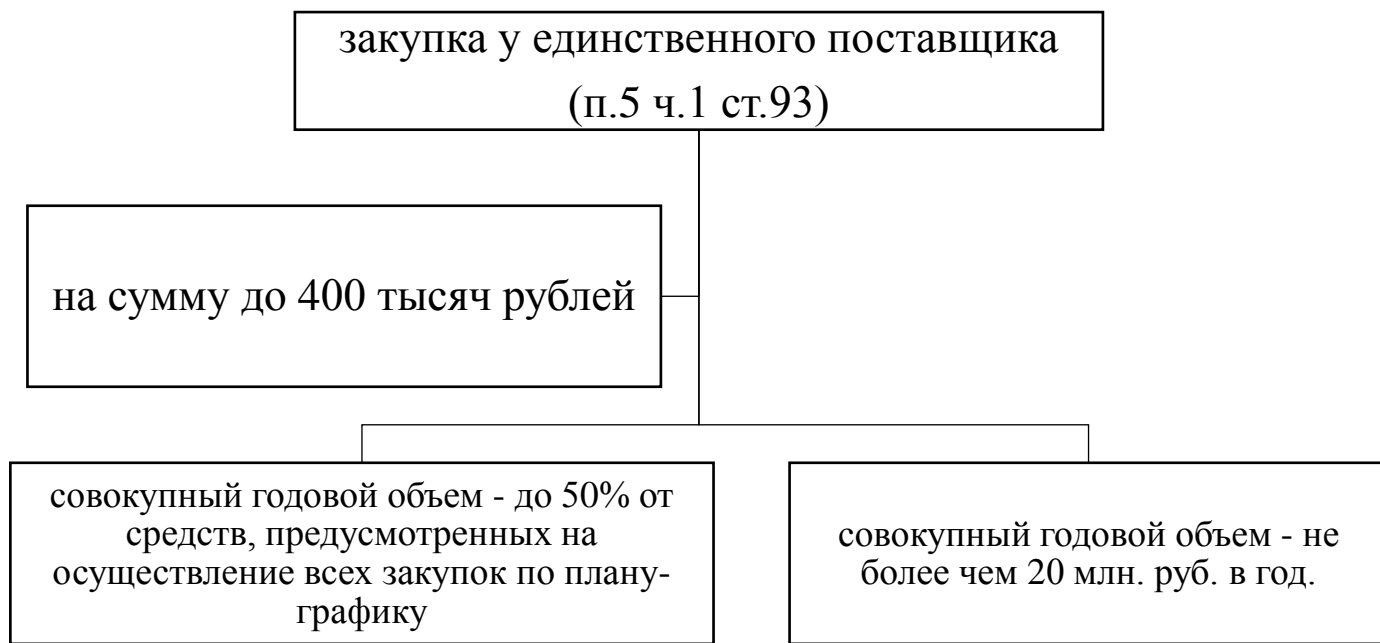 закупка у единственного поставщика
(п.5 ч.1 ст.93)
на сумму до 400 тысяч рублей
совокупный годовой объем - до 50% от
средств, предусмотренных на
осуществление всех закупок по плану-
графику
совокупный годовой объем - не
более чем 20 млн. руб. в год.